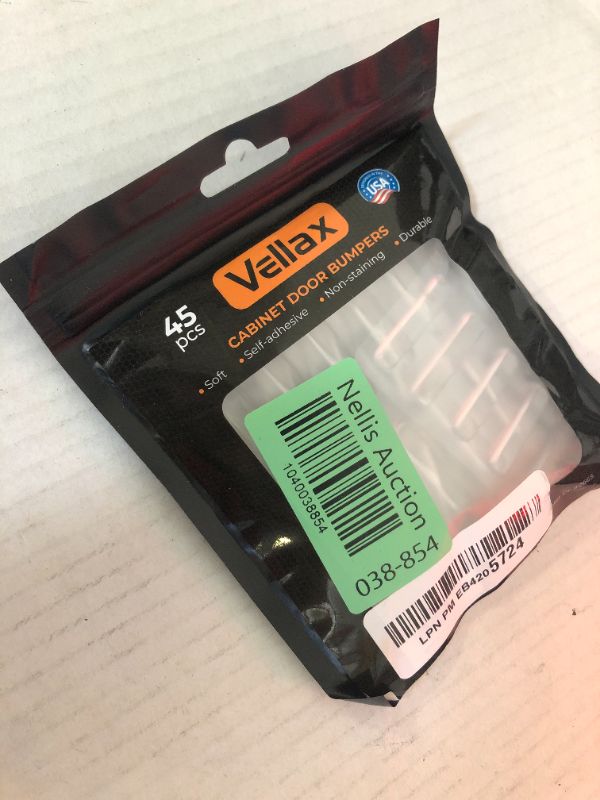 USA
Vellax
CABINET DOOR BUMPERS
45
pcs
•Soft •Self-adhesive •Non-staining •Durable
Nellis Auction
1040038854
038-854
LPN PM EB4205724